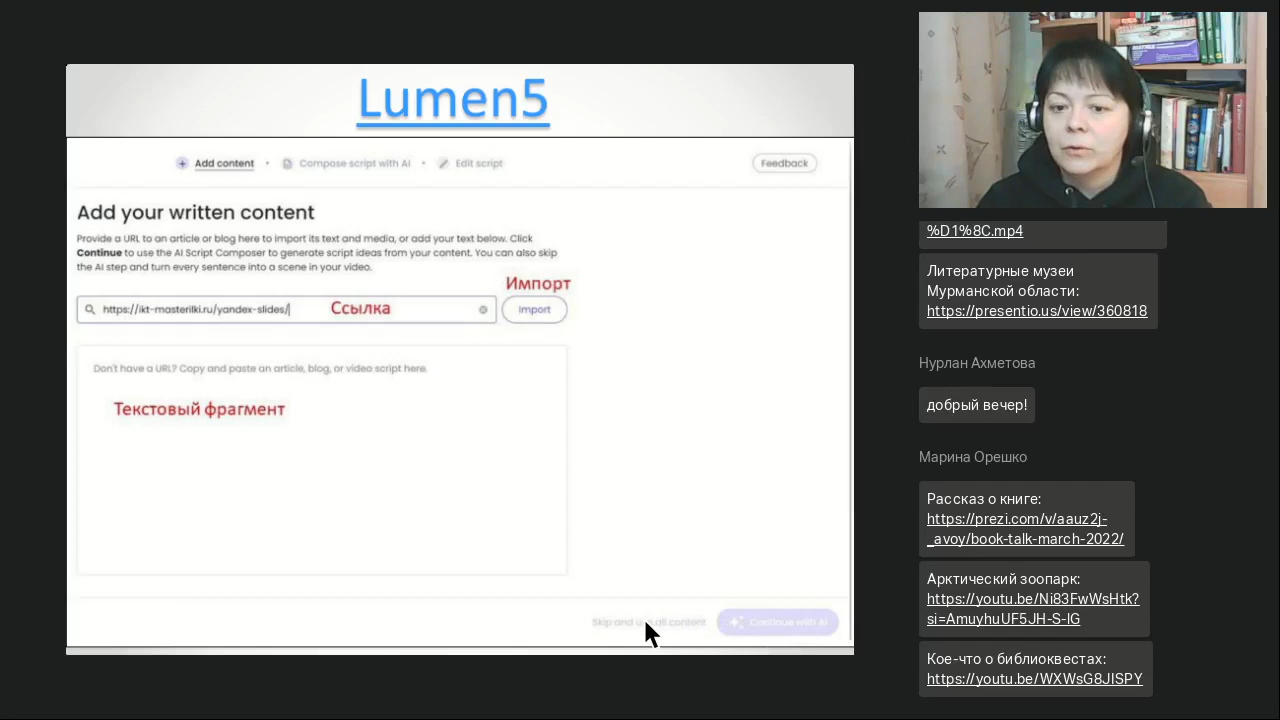 Lumen5
Add content • Compose script with AI • Edit script
Feedback
Add your written content
Provide a URL to an article or blog here to import its text and media, or add your text below. Click
Continue to use the AI Script Composer to generate script ideas from your content. You can also skip
the AI step and turn every sentence into a scene in your video.
Импорт
https://ikt-masterilki.ru/yandex-slides/
Ссылка
Import
Don't have a URL? Copy and paste an article, blog, or video script here.
Текстовый фрагмент
Skip and all content
Continue with AI
%D1%8C.mp4
Литературные музеи
Мурманской области:
https://presentio.us/view/360818
Нурлан Ахметова
добрый вечер!
Марина Орешко
Рассказ о книге:
https://prezi.com/v/aauz2j-
_avoy/book-talk-march-2022/
Арктический зоопарк:
https://youtu.be/Ni83FwWsHtk?
si=AmuyhuUF5JH-S-lG
Кое-что о библиоквестах:
https://youtu.be/WXWsG8JISPY